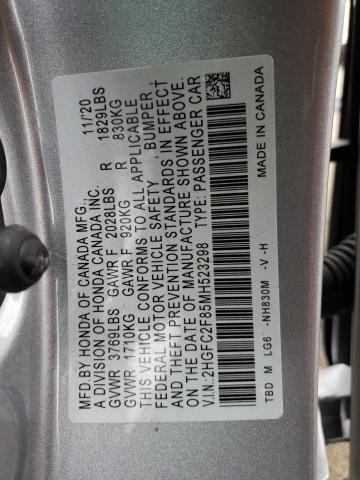 MFD.BY HONDA OF CANADA MFG., 11/'20
A DIVISION OF HONDA CANADA INC.
GVWR 3769LBS GAWR F 2028LBS R 1829LBS
GVWR 1710KG GAWR F 920KG R 830KG
THIS VEHICLE CONFORMS TO ALL APPLICABLE
FEDERAL MOTOR VEHICLE SAFETY, BUMPER,
AND THEFT PREVENTION STANDARDS IN EFFECT
ON THE DATE OF MANUFACTURE SHOWN ABOVE.
V.I.N:2HGFC2F85MH523298 TYPE: PASSENGER CAR
TBD M LG6 -NH830M -V -H MADE IN CANADA